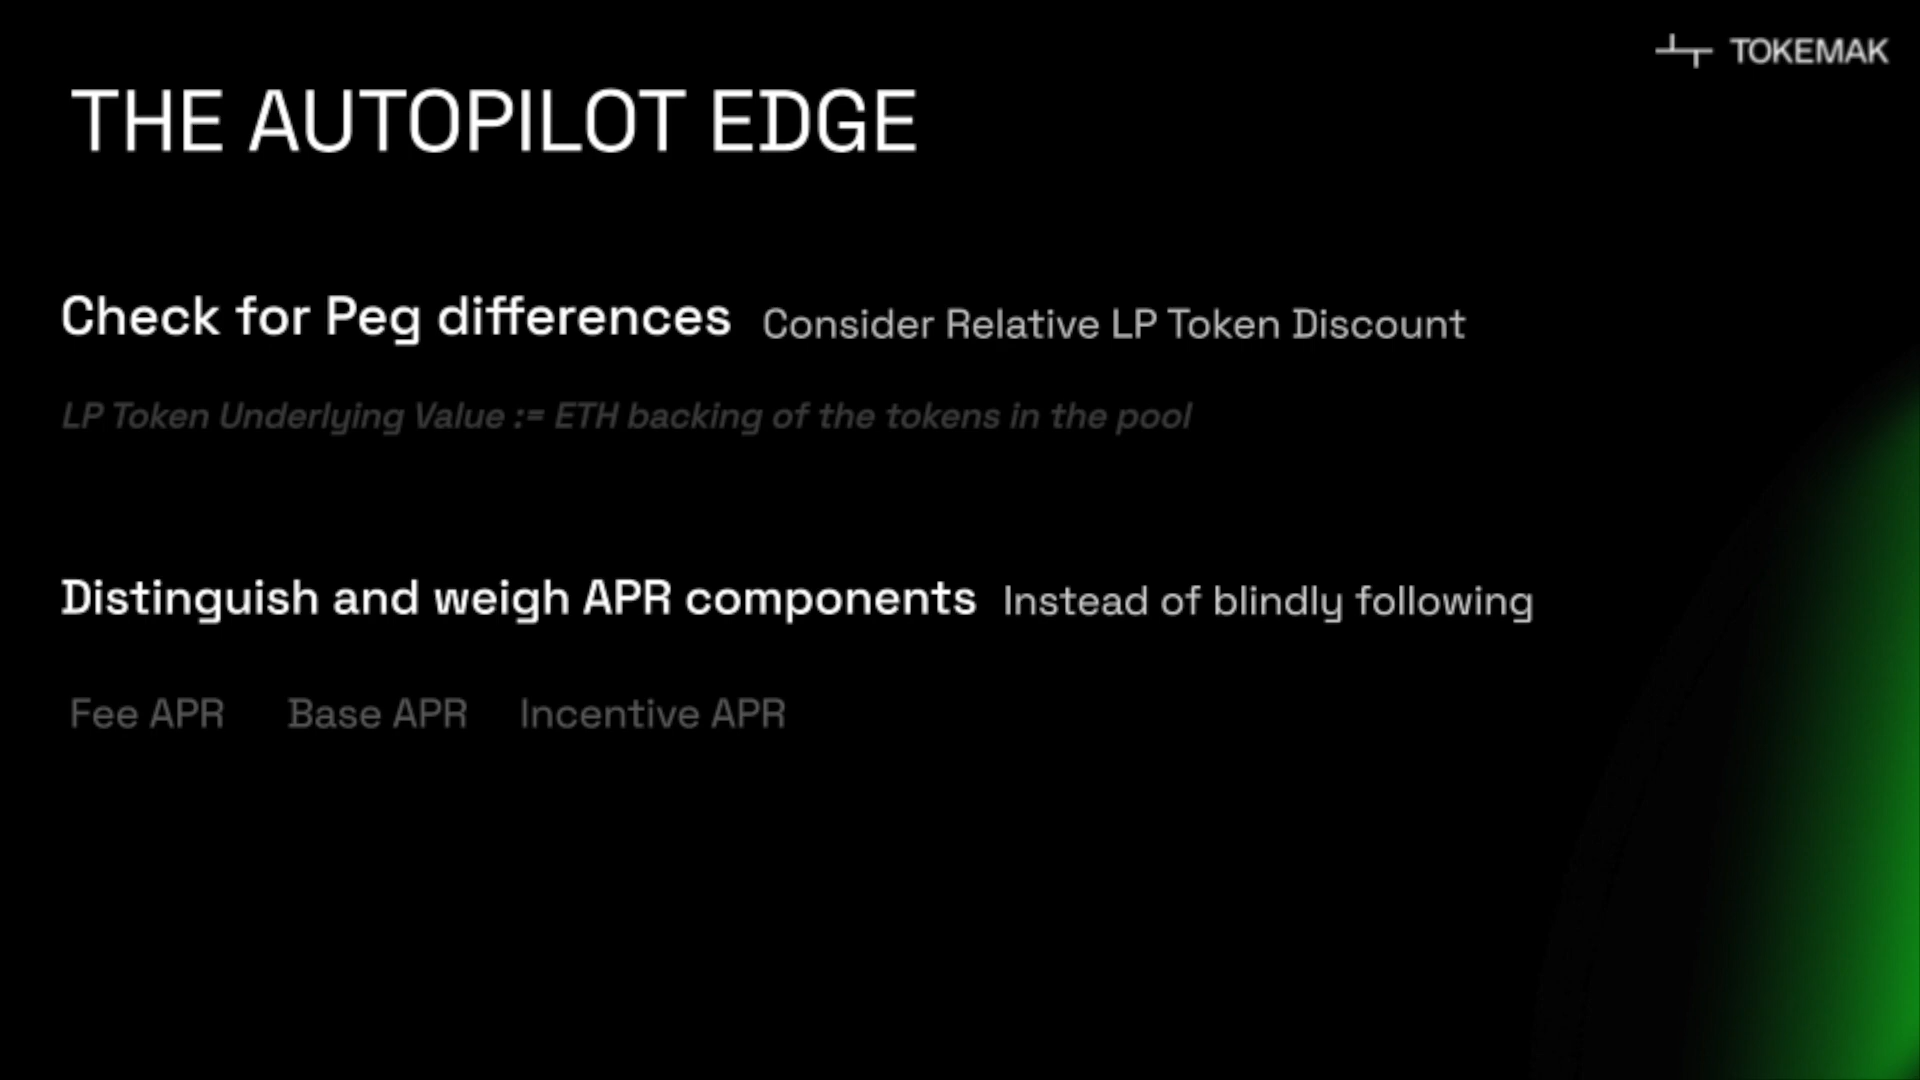 TOKEMAK
THE AUTOPILOT EDGE
Check for Peg differences Consider Relative LP Token Discount
LP Token Underlying Value := ETH backing of the tokens in the pool
Distinguish and weigh APR components Instead of blindly following
Fee APR Base APR Incentive APR